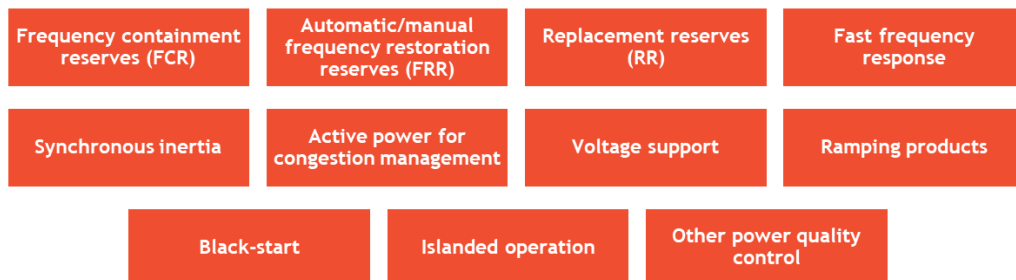 Frequency containment
reserves (FCR)
Automatic/manual
frequency restoration
reserves (FRR)
Replacement reserves
(RR)
Fast frequency
response
Synchronous inertia
Active power for
congestion management
Voltage support
Ramping products
Black-start
Islanded operation
Other power quality
control